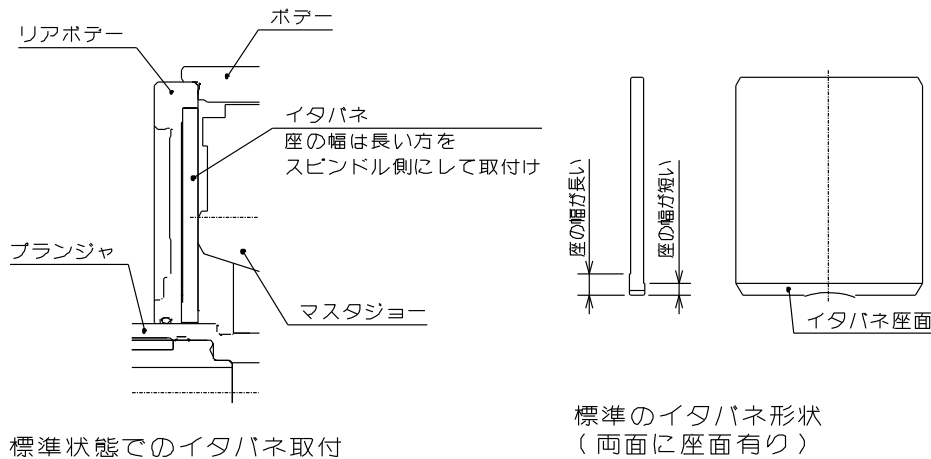 ボデー
リアボデー
イタバネ
座の幅は長い方を
スピンドル側にして取付け
プランジャ
マスタジョー
標準状態でのイタバネ取付
座の幅が長い
座の幅が短い
イタバネ座面
標準のイタバネ形状
(両面に座面有り)